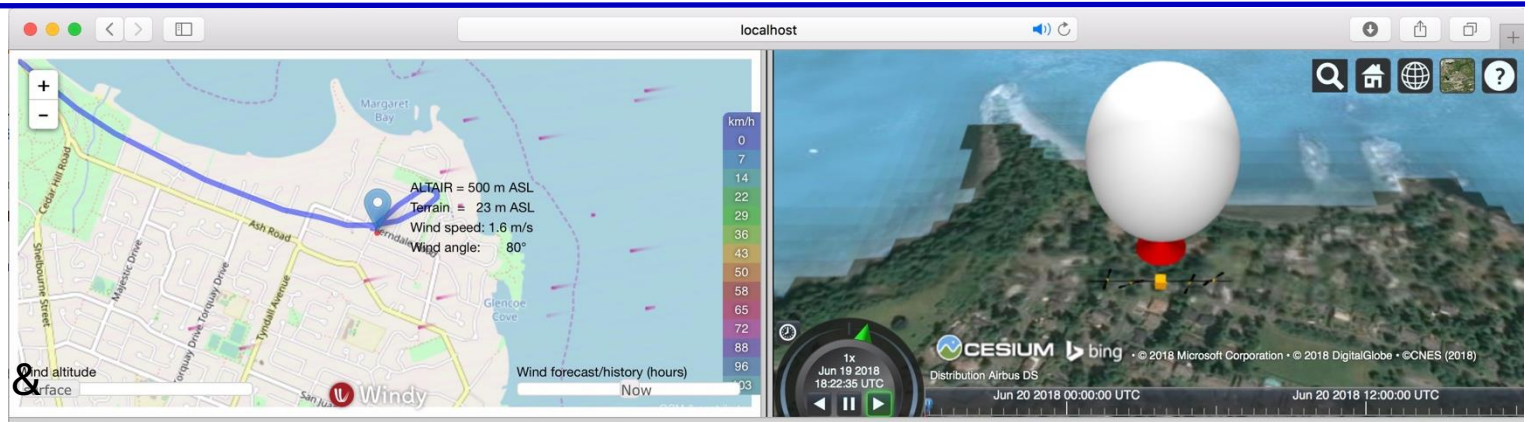 localhost
+
-
Margaret
Bay
Cedar Hill Road
Shelbourne Street
Majestic Drive
Torquay Drive
Tyndall Avenue
Ash Road
Glencoe
Cove
ALTAIR = 500 m ASL
Terrain = 23 m ASL
Wind speed: 1.6 m/s
Wind angle: 80°
km/h
0
7
14
22
29
36
43
50
58
65
72
88
96
103
&
Wind forecast/history (hours)
Now
Windy
?
1x
Jun 19 2018
18:22:35 UTC
CESIUM bing • © 2018 Microsoft Corporation • © 2018 DigitalGlobe • ©CNES (2018)
Distribution Airbus DS
Jun 20 2018 00:00:00 UTC
Jun 20 2018 12:00:00 UTC